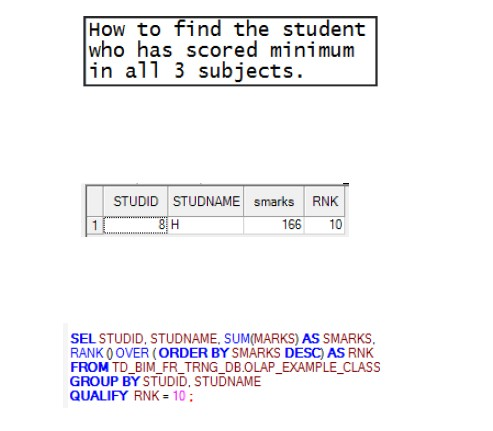 How to find the student
who has scored minimum
in all 3 subjects.
STUDID STUDNAME smarks RNK
1 8 H 166 10
SEL STUDID, STUDNAME, SUM(MARKS) AS SMARKS,
RANK () OVER ( ORDER BY SMARKS DESC) AS RNK
FROM TD_BIM_FR_TRNG_DB.OLAP_EXAMPLE_CLASS
GROUP BY STUDID, STUDNAME
QUALIFY RNK = 10 ;